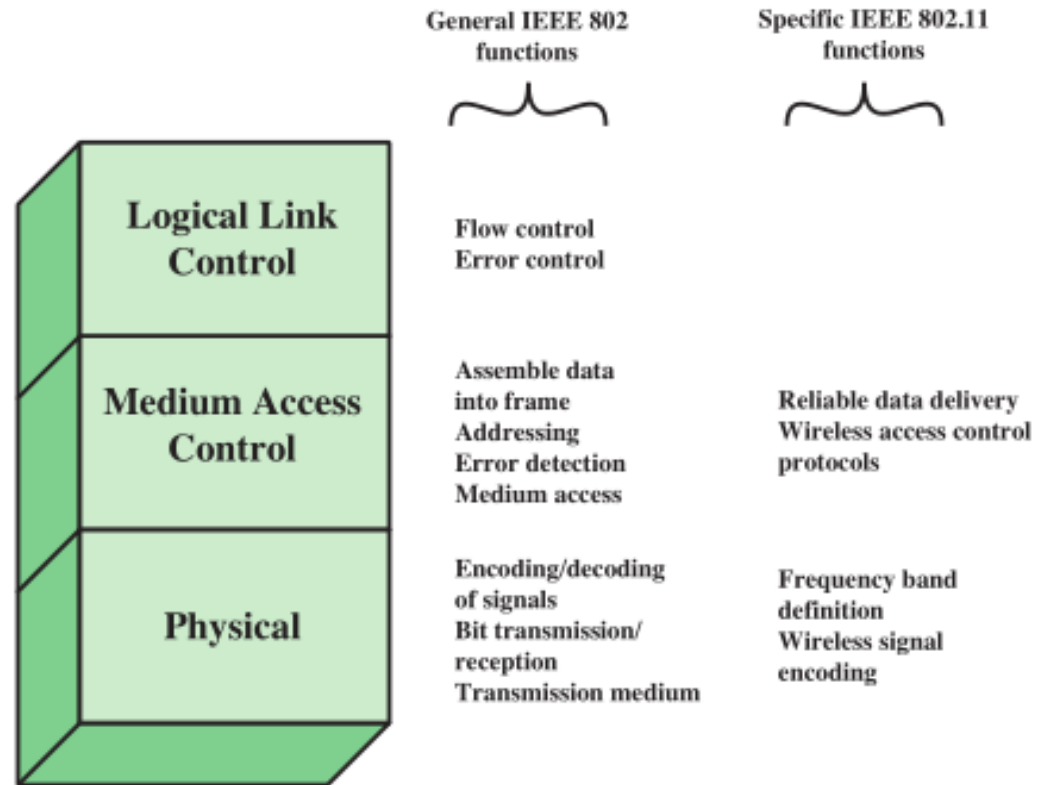 General IEEE 802
functions
Specific IEEE 802.11
functions
Logical Link
Control
Flow control
Error control
Medium Access
Control
Assemble data
into frame
Addressing
Error detection
Medium access
Reliable data delivery
Wireless access control
protocols
Physical
Encoding/decoding
of signals
Bit transmission/
reception
Transmission medium
Frequency band
definition
Wireless signal
encoding